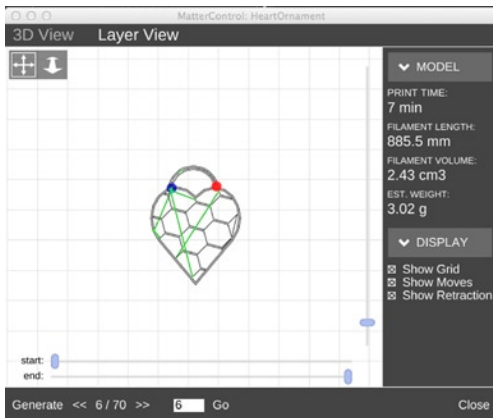 MatterControl: HeartOrnament
3D View Layer View
MODEL
PRINT TIME:
7 min
FILAMENT LENGTH:
885.5 mm
FILAMENT VOLUME:
2.43 cm3
EST. WEIGHT:
3.02 g
DISPLAY
Show Grid
Show Moves
Show Retraction
start:
end:
Generate << 6 / 70 >> 6 Go Close